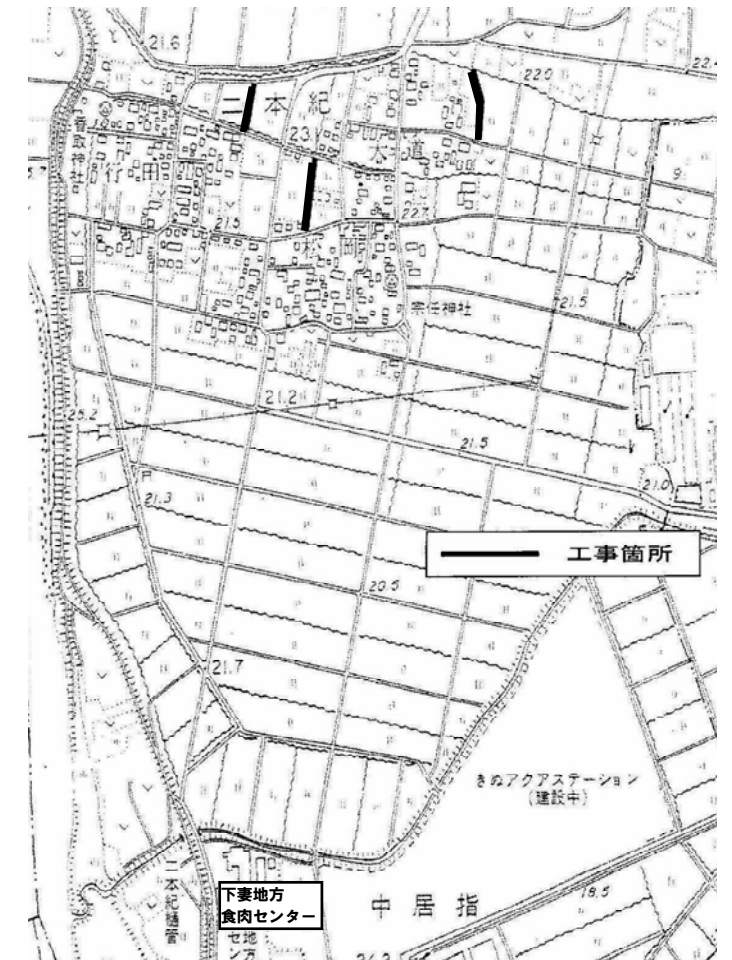 21.6
22.0
二本紀
23.1
大道
香取神社
行田
21.5
22.7
松岡
宗任神社
21.5
21.2
25.2
21.5
21.3
21.0
工事箇所
20.5
21.7
きぬアクアステーション
(建設中)
二本紀樋管
下妻地方
食肉センター
中居指
18.5